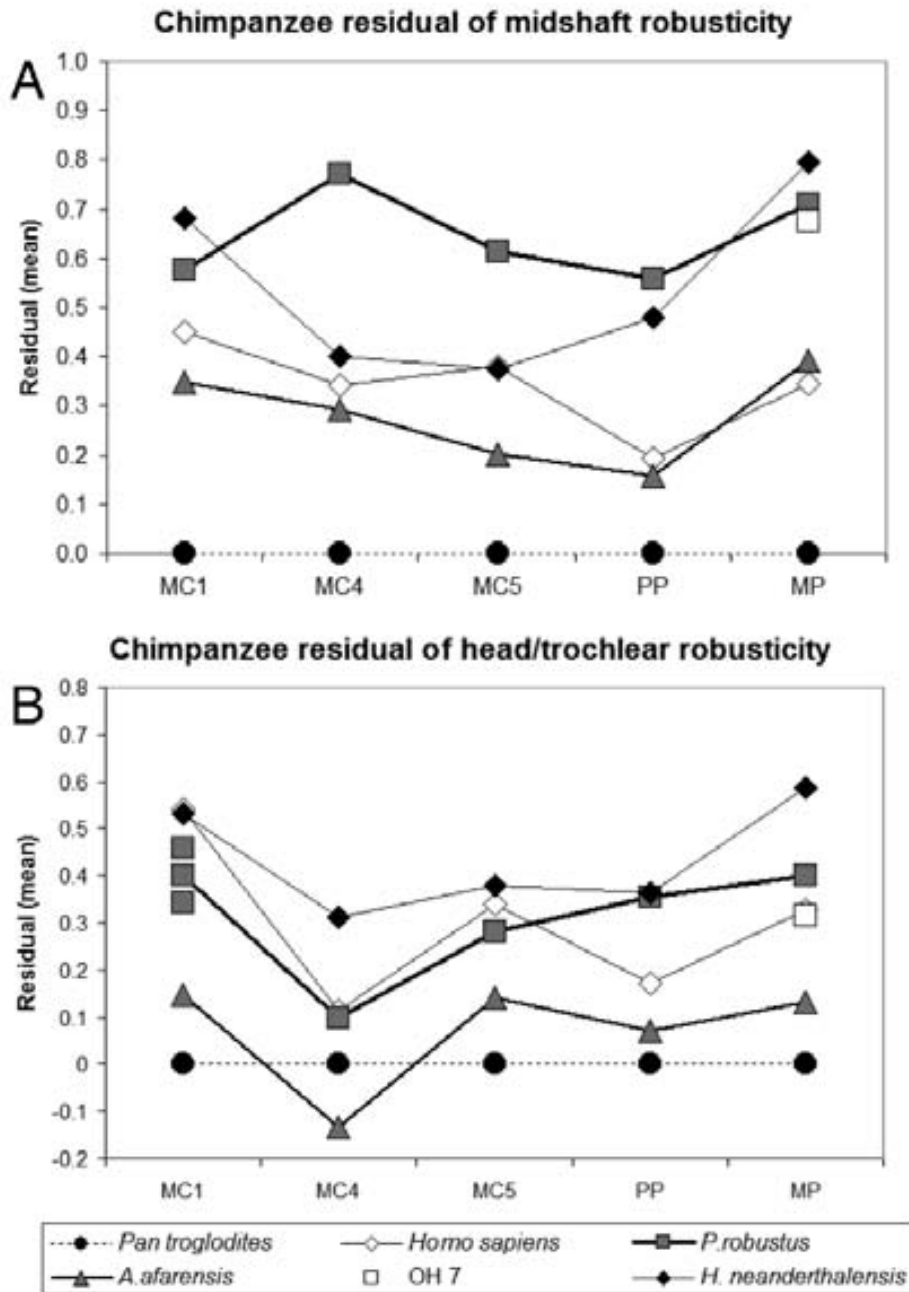 Chimpanzee residual of midshaft robusticity
A
1.0
0.9
0.8
0.7
0.6
0.5
0.4
0.3
0.2
0.1
0.0
Residual (mean)
MC1 MC4 MC5 PP MP
Chimpanzee residual of head/trochlear robusticity
B
0.8
0.7
0.6
0.5
0.4
0.3
0.2
0.1
0
-0.1
-0.2
Residual (mean)
MC1 MC4 MC5 PP MP
Pan troglodites Homo sapiens P.robustus
A.afarensis OH 7 H. neanderthalensis